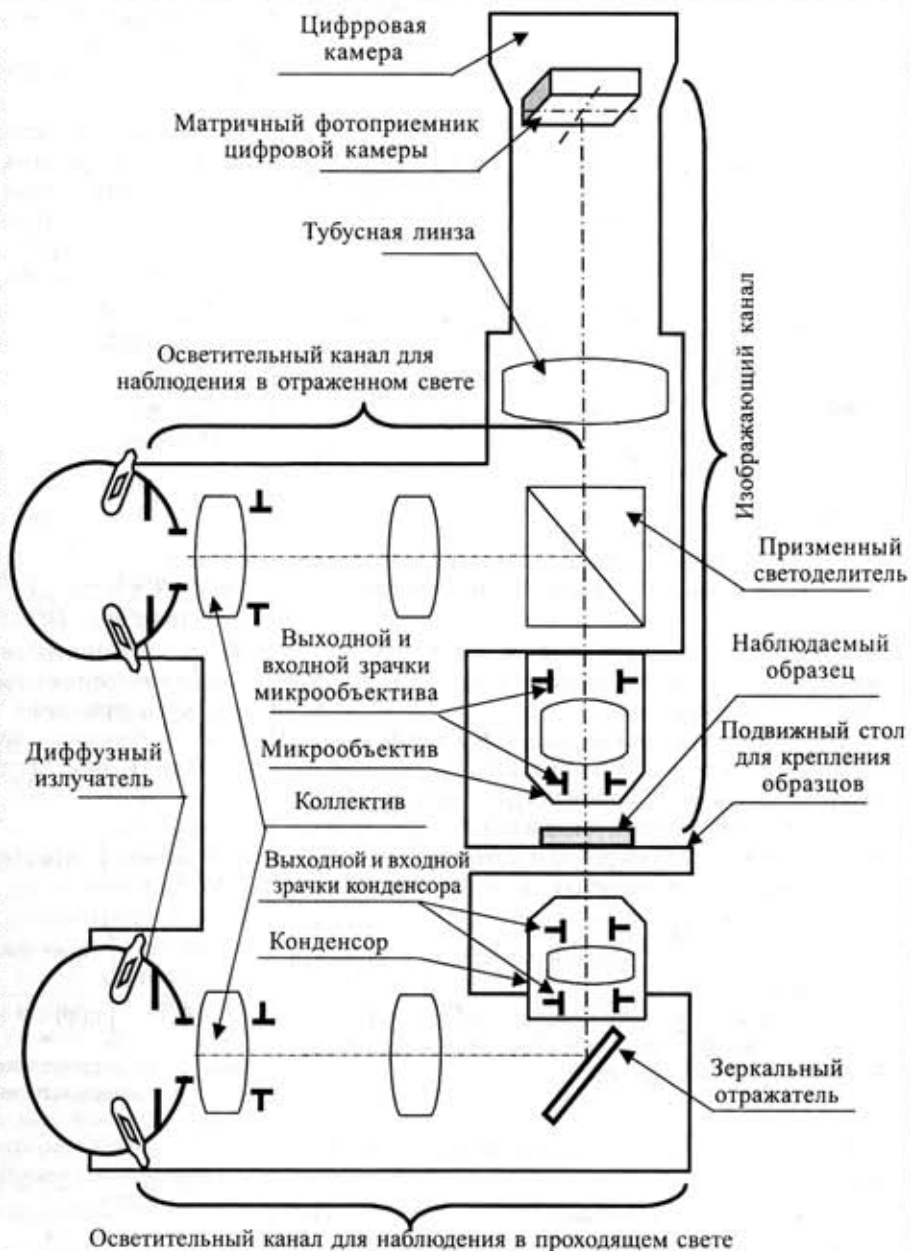 Цифрровая
камера
Матричный фотоприемник
цифровой камеры
Тубусная линза
Осветительный канал для
наблюдения в отраженном свете
Изображающий канал
Призменный
светоделитель
Выходной и
входной зрачки
микрообъектива
Наблюдаемый
образец
Микрообъектив
Подвижный стол
для крепления
образцов
Диффузный
излучатель
Коллектив
Выходной и входной
зрачки конденсора
Конденсор
Зеркальный
отражатель
Осветительный канал для наблюдения в проходящем свете